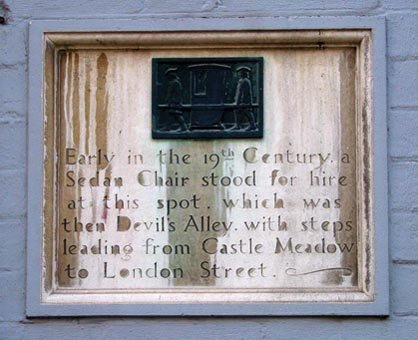 Early in the 19th Century, a
Sedan Chair stood for hire
at this spot, which was
then Devil's Alley, with steps
leading from Castle Meadow
to London Street.